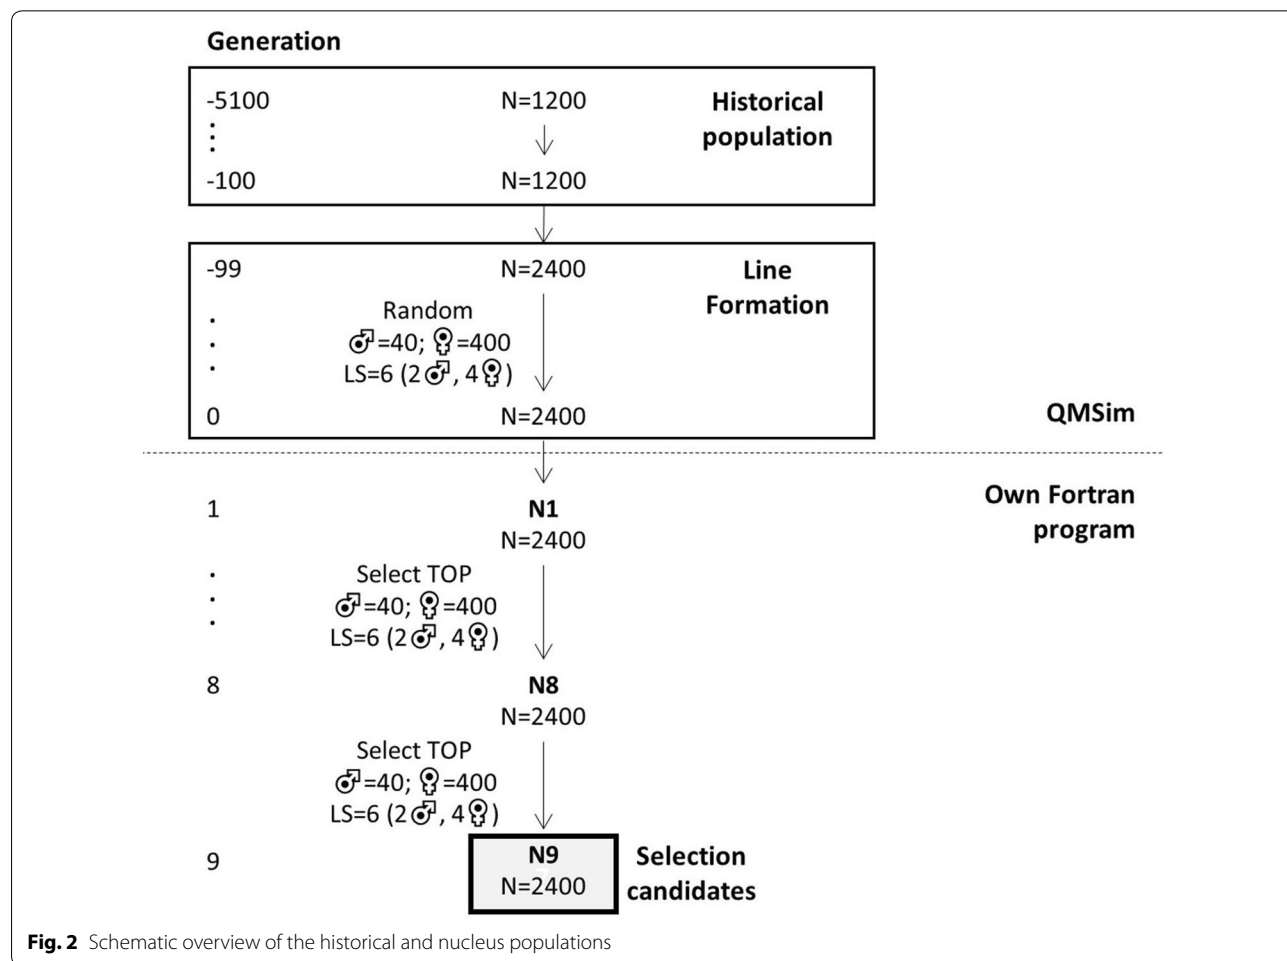 Generation
-5100 N=1200 Historical
population
-100 N=1200
-99 N=2400 Line
Formation
Random
♂=40; ♀=400
LS=6 (2♂, 4♀)
0 N=2400
QMSim
1 N1 Own Fortran
N=2400 program
Select TOP
♂=40; ♀=400
LS=6 (2♂, 4♀)
8 N8
N=2400
Select TOP
♂=40; ♀=400
LS=6 (2♂, 4♀)
9 N9 Selection
N=2400 candidates
Fig. 2 Schematic overview of the historical and nucleus populations